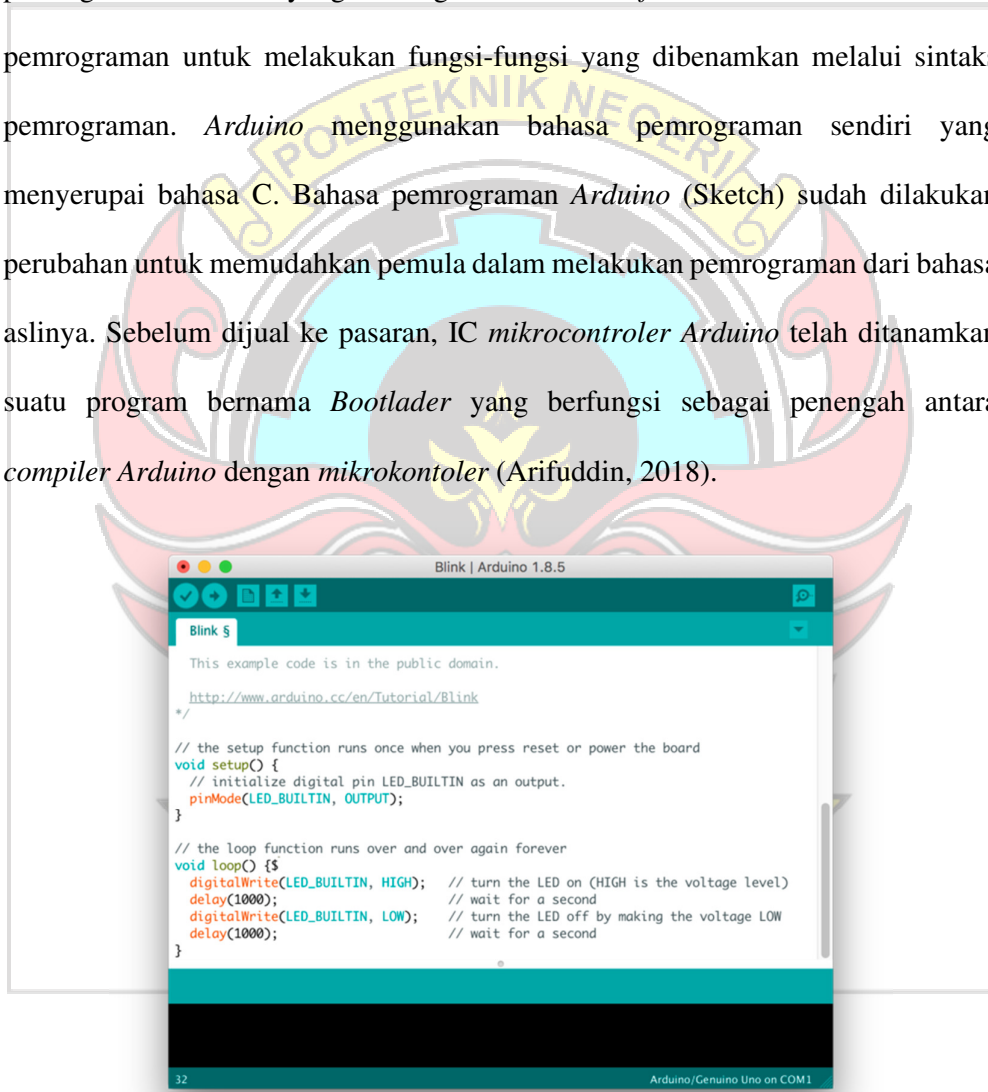 pemrograman untuk melakukan fungsi-fungsi yang dibenamkan melalui sintaks
pemrograman. Arduino menggunakan bahasa pemrograman sendiri yang
menyerupai bahasa C. Bahasa pemrograman Arduino (Sketch) sudah dilakukan
perubahan untuk memudahkan pemula dalam melakukan pemrograman dari bahasa
aslinya. Sebelum dijual ke pasaran, IC mikrocontroler Arduino telah ditanamkan
suatu program bernama Bootlader yang berfungsi sebagai penengah antara
compiler Arduino dengan mikrokontoler (Arifuddin, 2018).
POLITEKNIK NEGERI
Blink | Arduino 1.8.5
Blink §
This example code is in the public domain.
http://www.arduino.cc/en/Tutorial/Blink
*/
// the setup function runs once when you press reset or power the board
void setup() {
// initialize digital pin LED_BUILTIN as an output.
pinMode(LED_BUILTIN, OUTPUT);
}
// the loop function runs over and over again forever
void loop() {$
digitalWrite(LED_BUILTIN, HIGH); // turn the LED on (HIGH is the voltage level)
delay(1000); // wait for a second
digitalWrite(LED_BUILTIN, LOW); // turn the LED off by making the voltage LOW
delay(1000); // wait for a second
}
32
Arduino/Genuino Uno on COM1